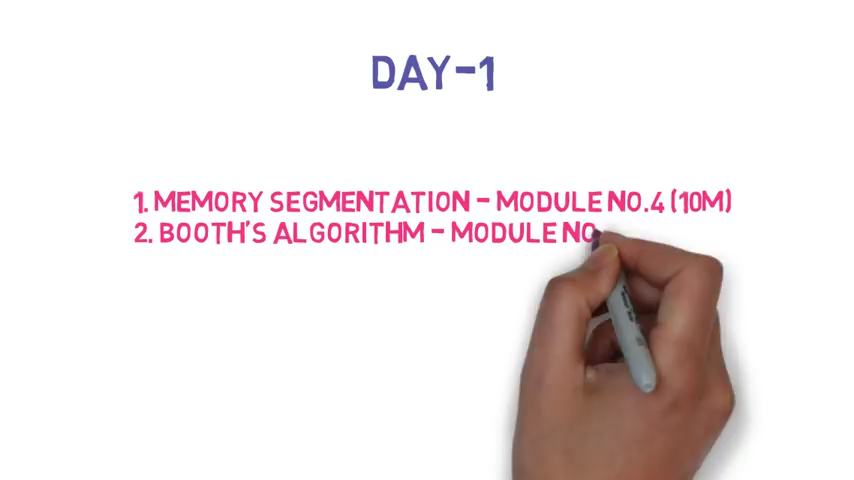 DAY-1
1. MEMORY SEGMENTATION - MODULE NO.4 (10M)
2. BOOTH'S ALGORITHM - MODULE NO